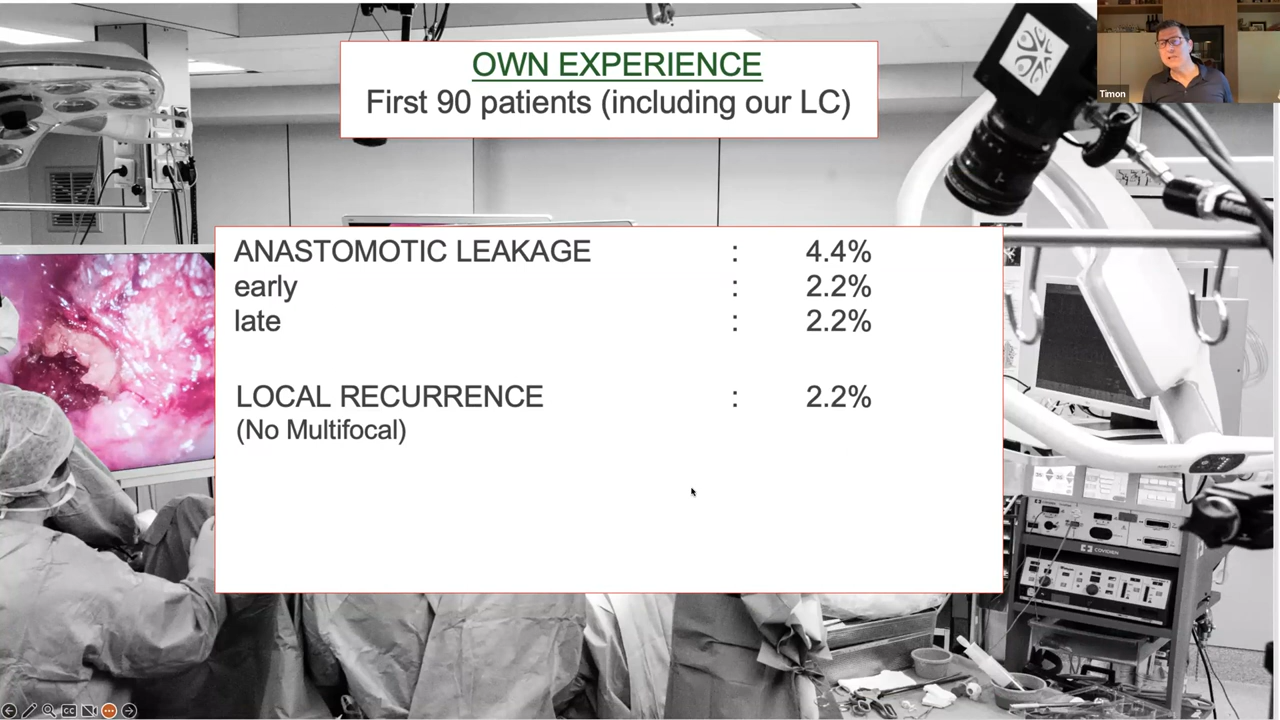 OWN EXPERIENCE
First 90 patients (including our LC)
Timon
ANASTOMOTIC LEAKAGE : 4.4%
early : 2.2%
late : 2.2%
LOCAL RECURRENCE : 2.2%
(No Multifocal)
COVIDIEN
CC